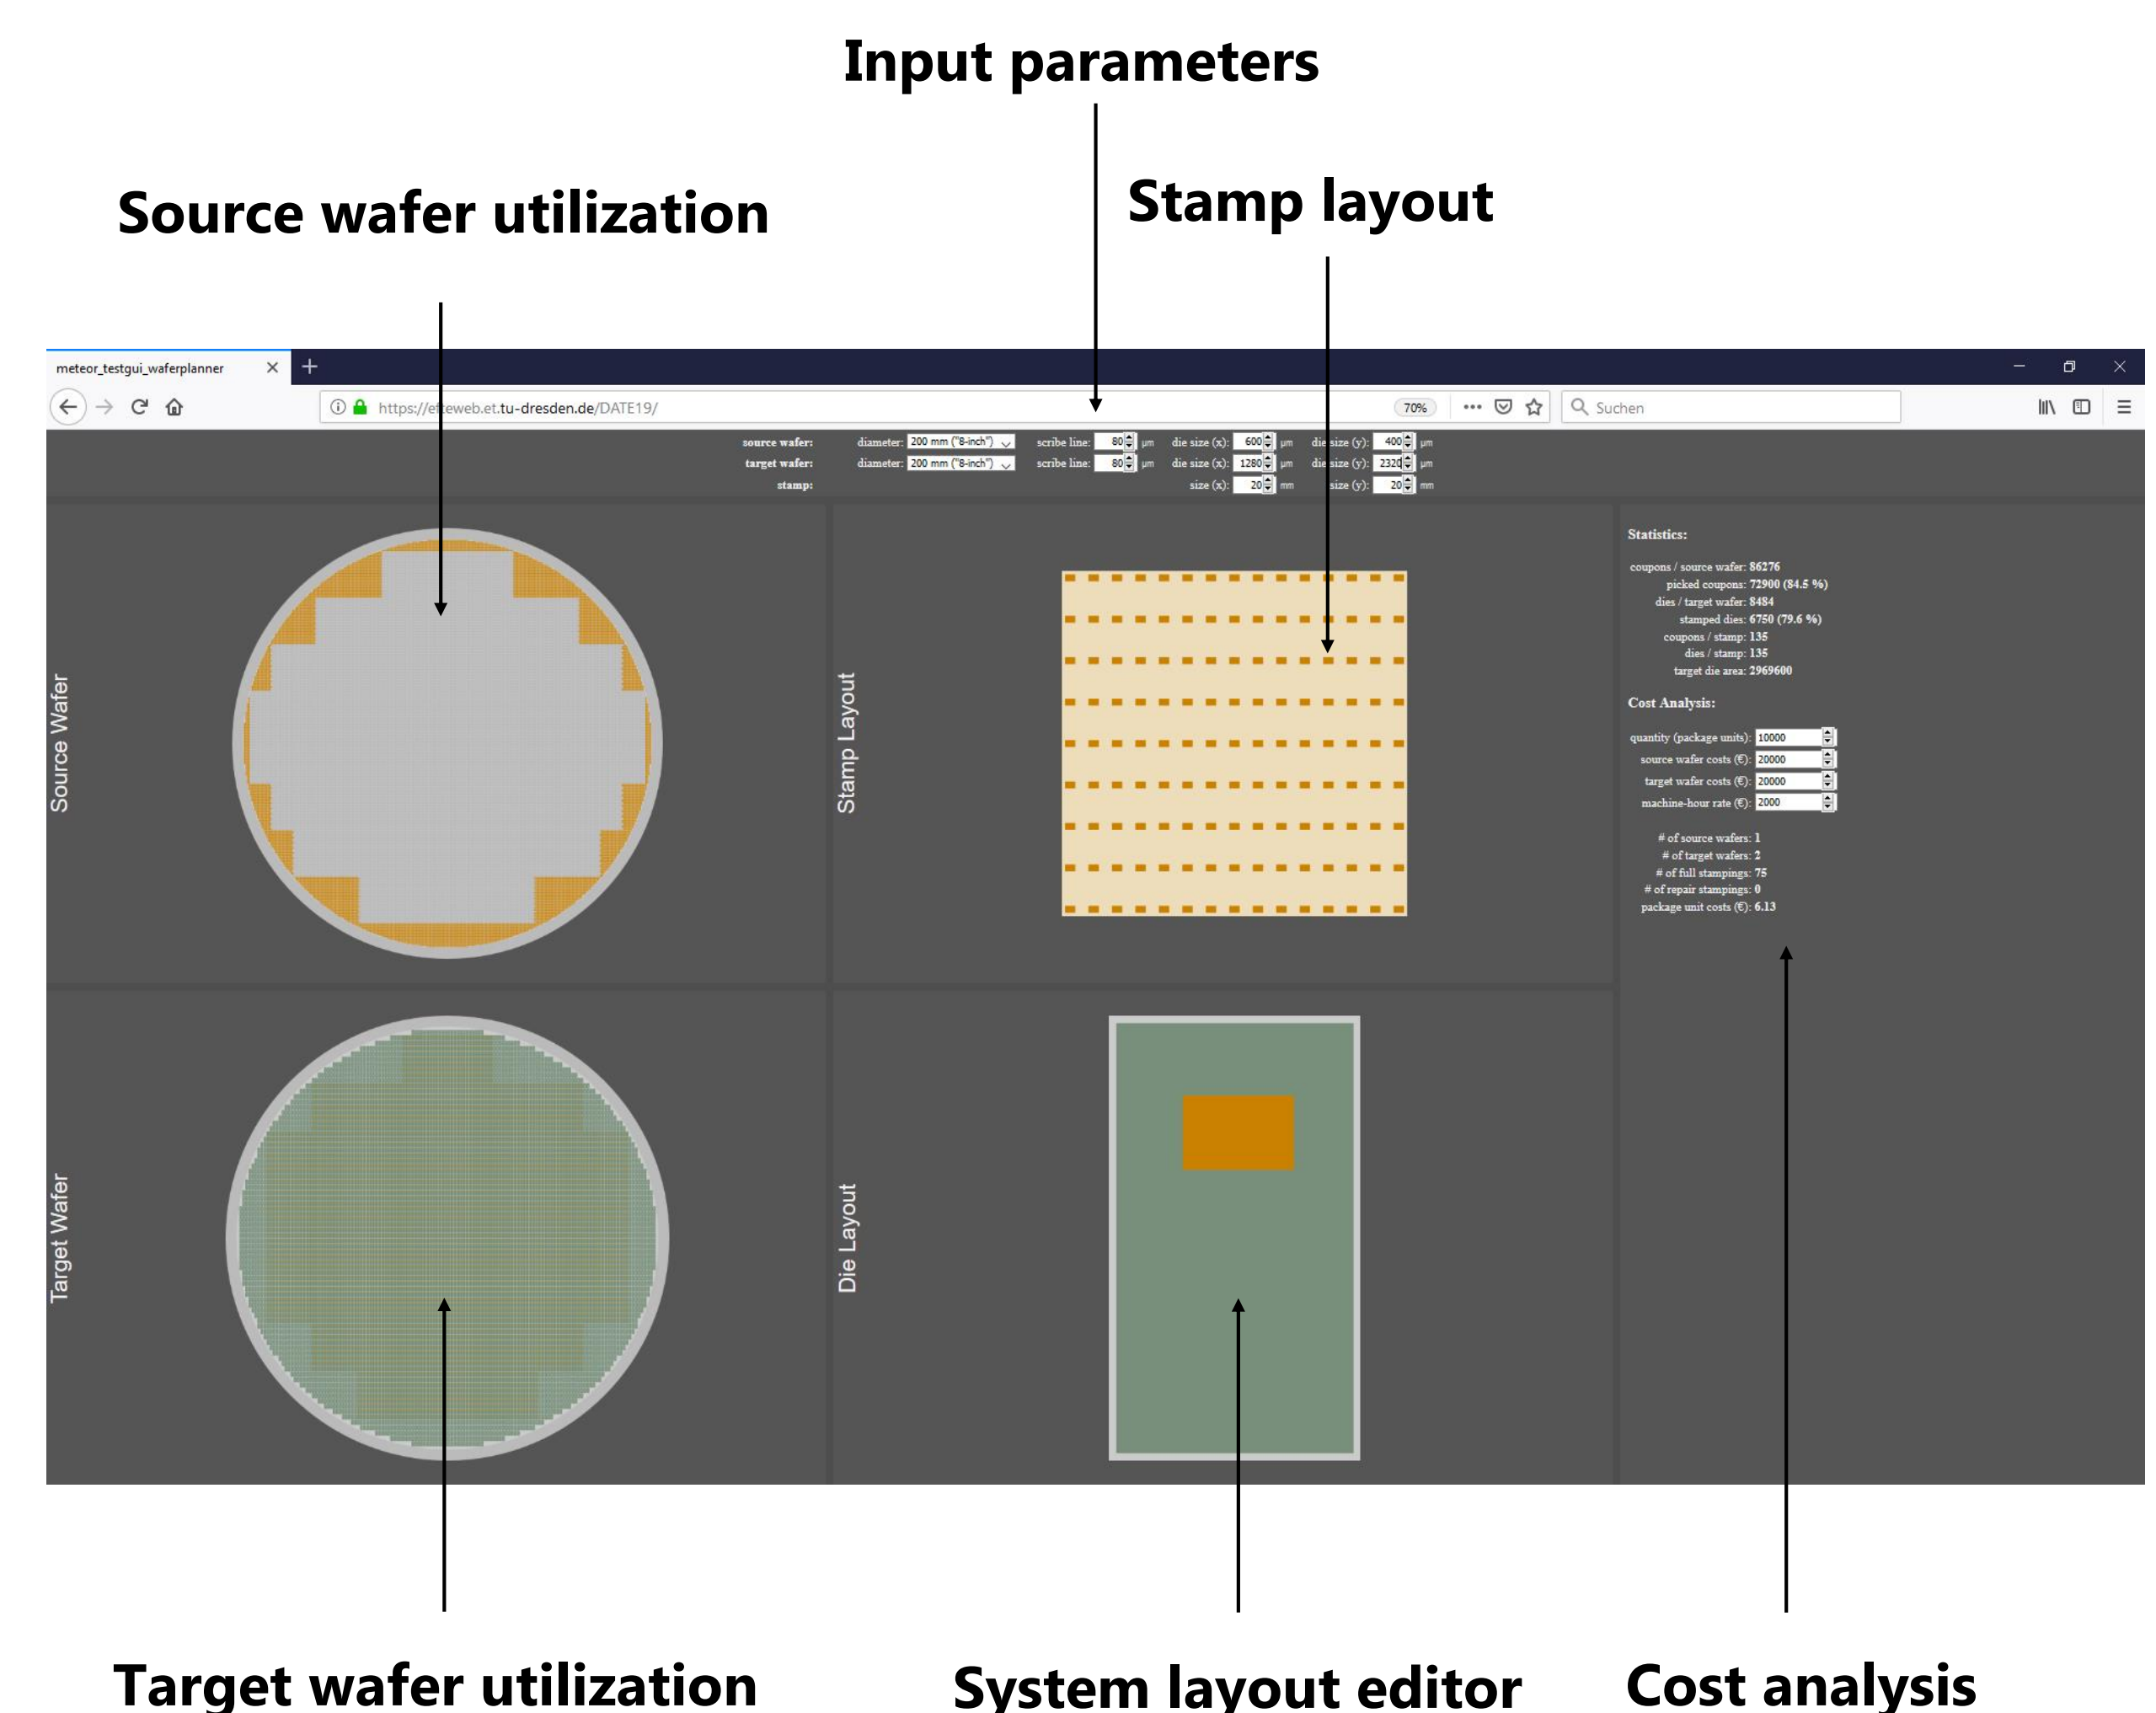 Input parameters
Source wafer utilization
Stamp layout
meteor_testgui_waferplanner
https://efteweb.et.tu-dresden.de/DATE19/
70%
Suchen
source wafer: diameter: 200 mm ("8-inch") scribe line: 80 µm die size (x): 600 µm die size (y): 400 µm
target wafer: diameter: 200 mm ("8-inch") scribe line: 80 µm die size (x): 1280 µm die size (y): 2320 µm
stamp: size (x): 20 mm size (y): 20 mm
Source Wafer
Stamp Layout
Statistics:
coupons / source wafer: 86276
picked coupons: 72900 (84.5 %)
dies / target wafer: 8484
stamped dies: 6750 (79.6 %)
coupons / stamp: 135
dies / stamp: 135
target die area: 2969600
Cost Analysis:
quantity (package units): 10000
source wafer costs (€): 20000
target wafer costs (€): 20000
machine-hour rate (€): 2000
# of source wafers: 1
# of target wafers: 2
# of full stampings: 75
# of repair stampings: 0
package unit costs (€): 6.13
Target Wafer
Die Layout
Target wafer utilization
System layout editor
Cost analysis